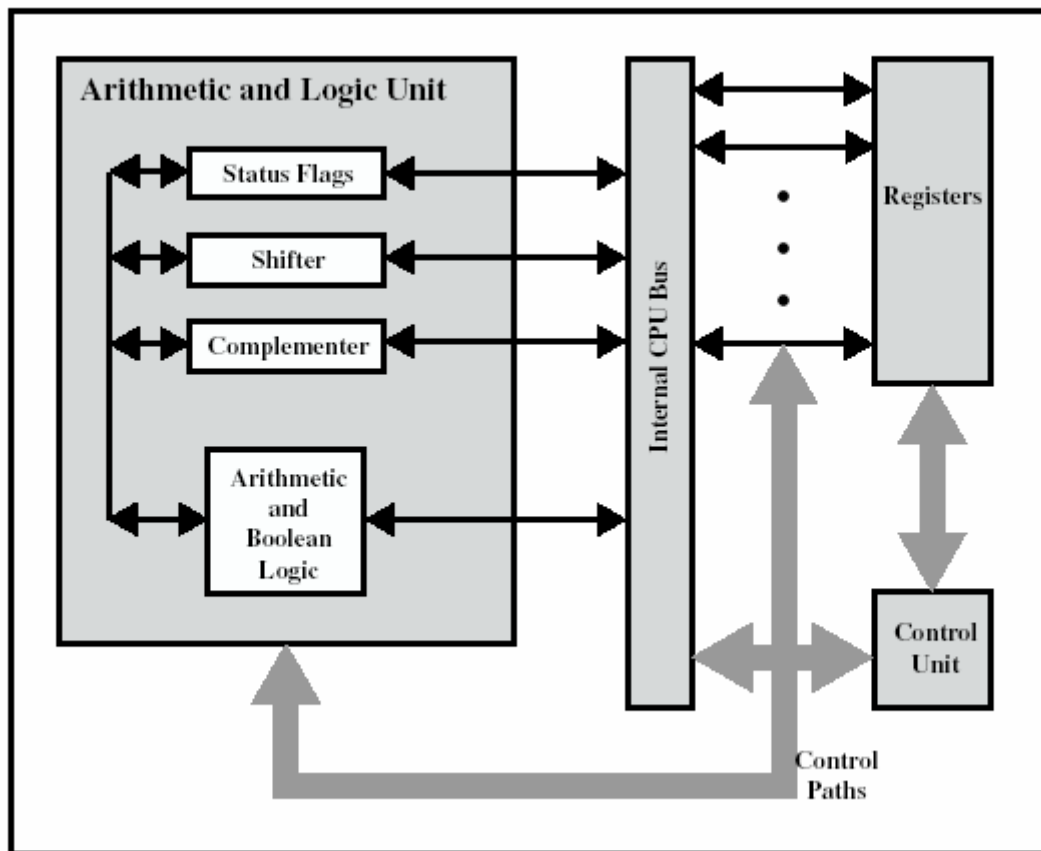 Arithmetic and Logic Unit
Status Flags
Shifter
Complementer
Arithmetic
and
Boolean
Logic
Internal CPU Bus
Registers
Control
Unit
Control
Paths